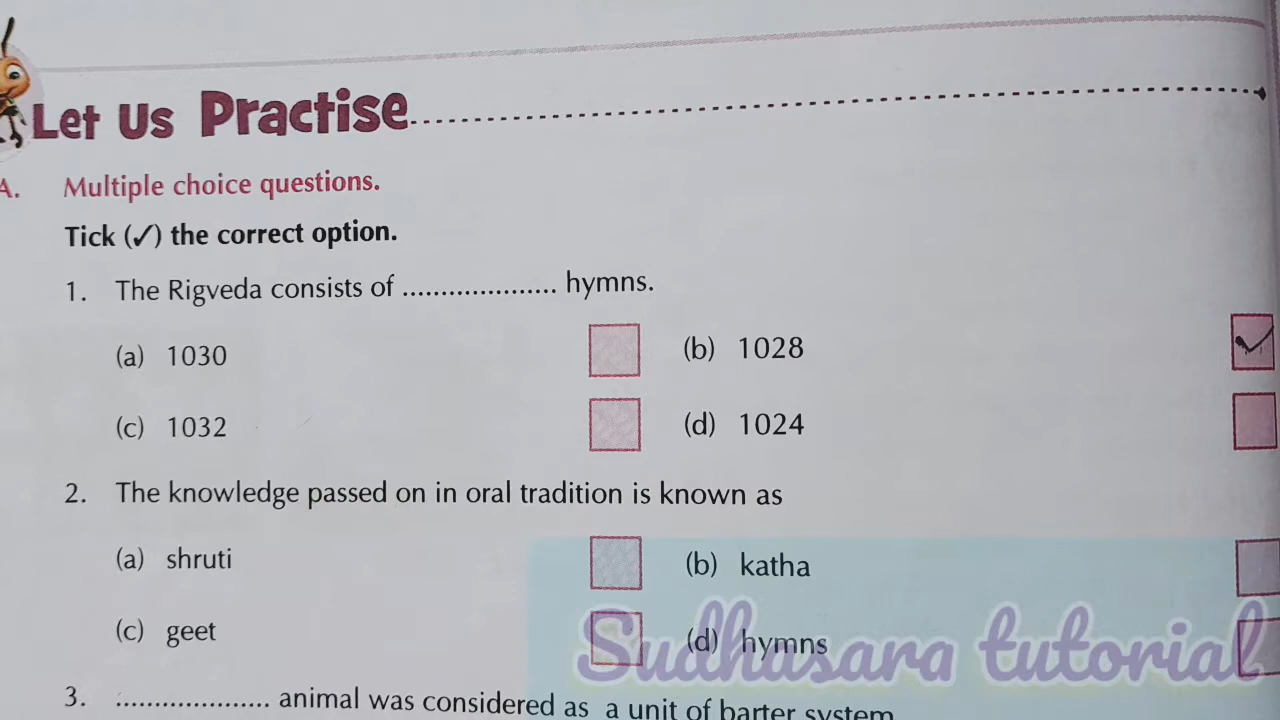 Let Us Practise
A. Multiple choice questions.
Tick (✓) the correct option.
1. The Rigveda consists of .................... hymns.
(a) 1030 (b) 1028 ✓
(c) 1032 (d) 1024
2. The knowledge passed on in oral tradition is known as
(a) shruti (b) katha
(c) geet (d) hymns
Sudhasara tutorial
3. .................... animal was considered as a unit of barter system